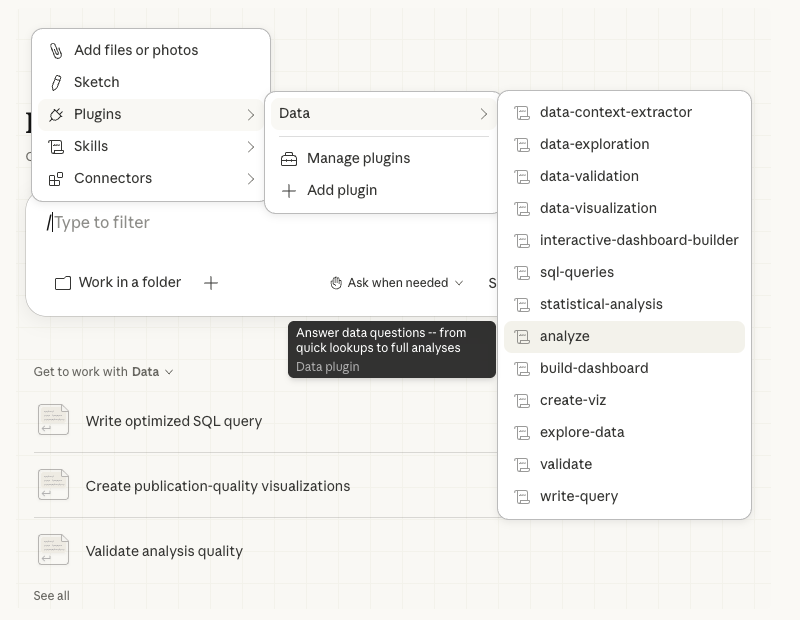 Add files or photos
Sketch
Plugins
Skills
Connectors
Data
Manage plugins
Add plugin
data-context-extractor
data-exploration
data-validation
data-visualization
interactive-dashboard-builder
sql-queries
statistical-analysis
analyze
build-dashboard
create-viz
explore-data
validate
write-query
/Type to filter
Work in a folder
Ask when needed
Answer data questions -- from
quick lookups to full analyses
Data plugin
Get to work with Data
Write optimized SQL query
Create publication-quality visualizations
Validate analysis quality
See all